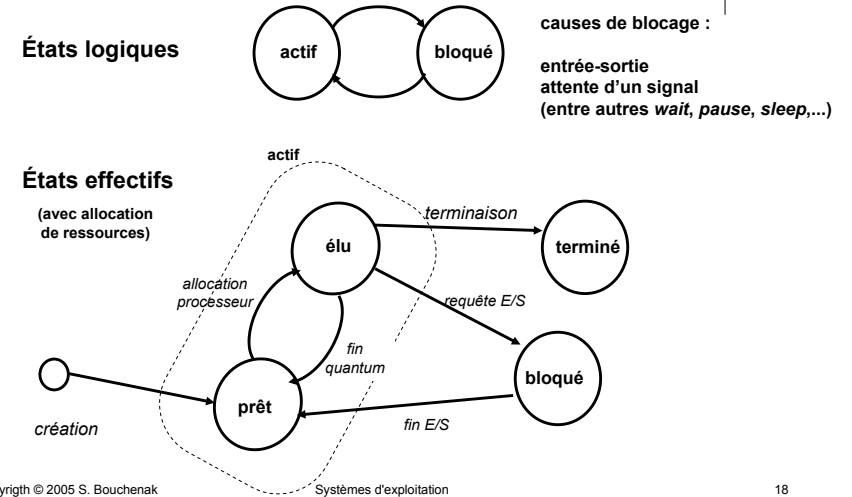 États logiques
actif
bloqué
causes de blocage :
entrée-sortie
attente d'un signal
(entre autres wait, pause, sleep,...)
États effectifs
(avec allocation
de ressources)
actif
élu
terminaison
terminé
allocation
processeur
requête E/S
fin
quantum
bloqué
prêt
création
fin E/S
yrigth © 2005 S. Bouchenak
Systèmes d'exploitation
18